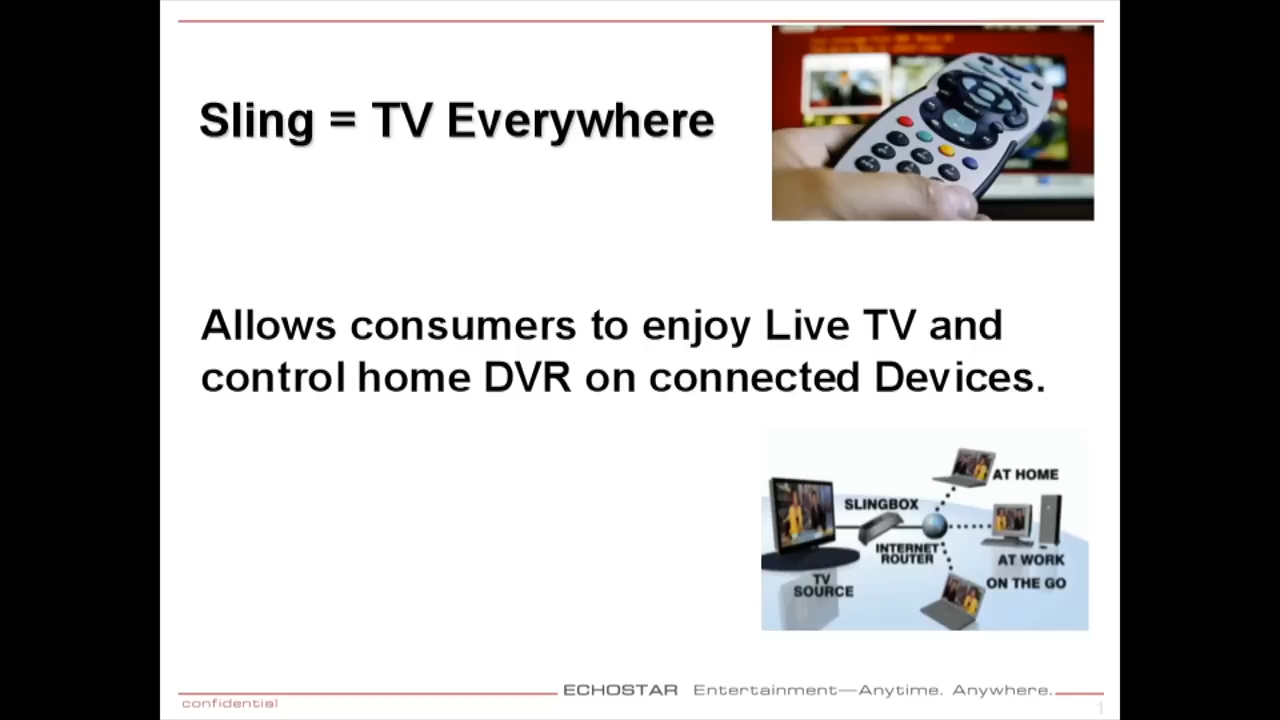 Sling = TV Everywhere
Allows consumers to enjoy Live TV and
control home DVR on connected Devices.
AT HOME
SLINGBOX
INTERNET
ROUTER
AT WORK
ON THE GO
TV
SOURCE
ECHOSTAR Entertainment—Anytime. Anywhere.
confidential
1